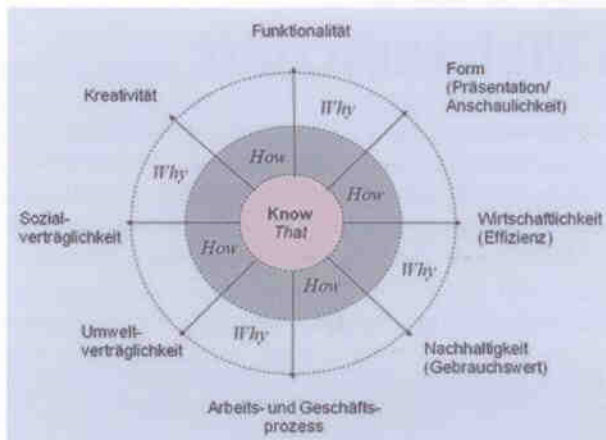 Funktionalität
Form
(Präsentation/
Anschaulichkeit)
Kreativität
Why
How
Why
How
Know
That
Sozial-
verträglichkeit
Wirtschaftlichkeit
(Effizienz)
How
How
Why
Why
Umwelt-
verträglichkeit
Nachhaltigkeit
(Gebrauchswert)
Arbeits- und Geschäfts-
prozess